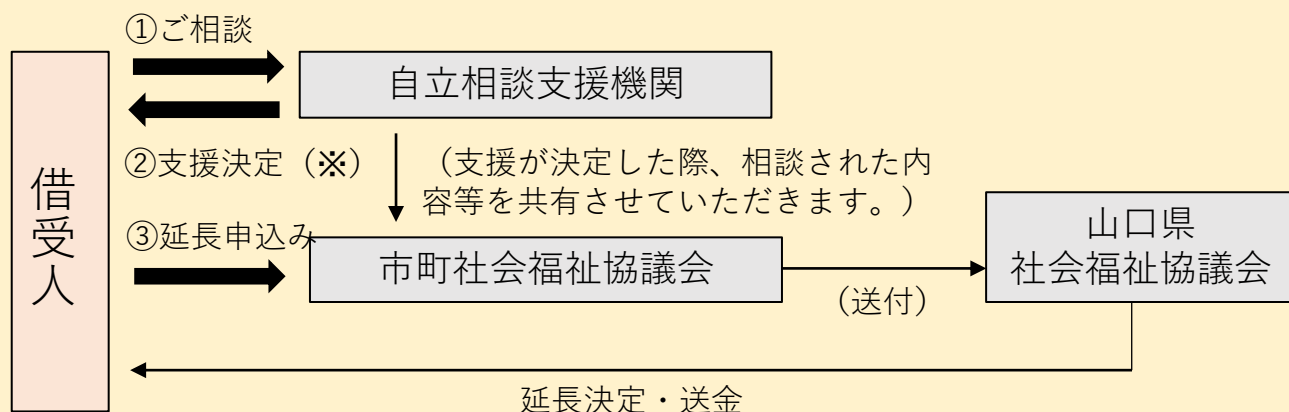 ①ご相談
自立相談支援機関
借受人
②支援決定（※）
（支援が決定した際、相談された内
容等を共有させていただきます。）
③延長申込み
市町社会福祉協議会
（送付）
山口県
社会福祉協議会
延長決定・送金